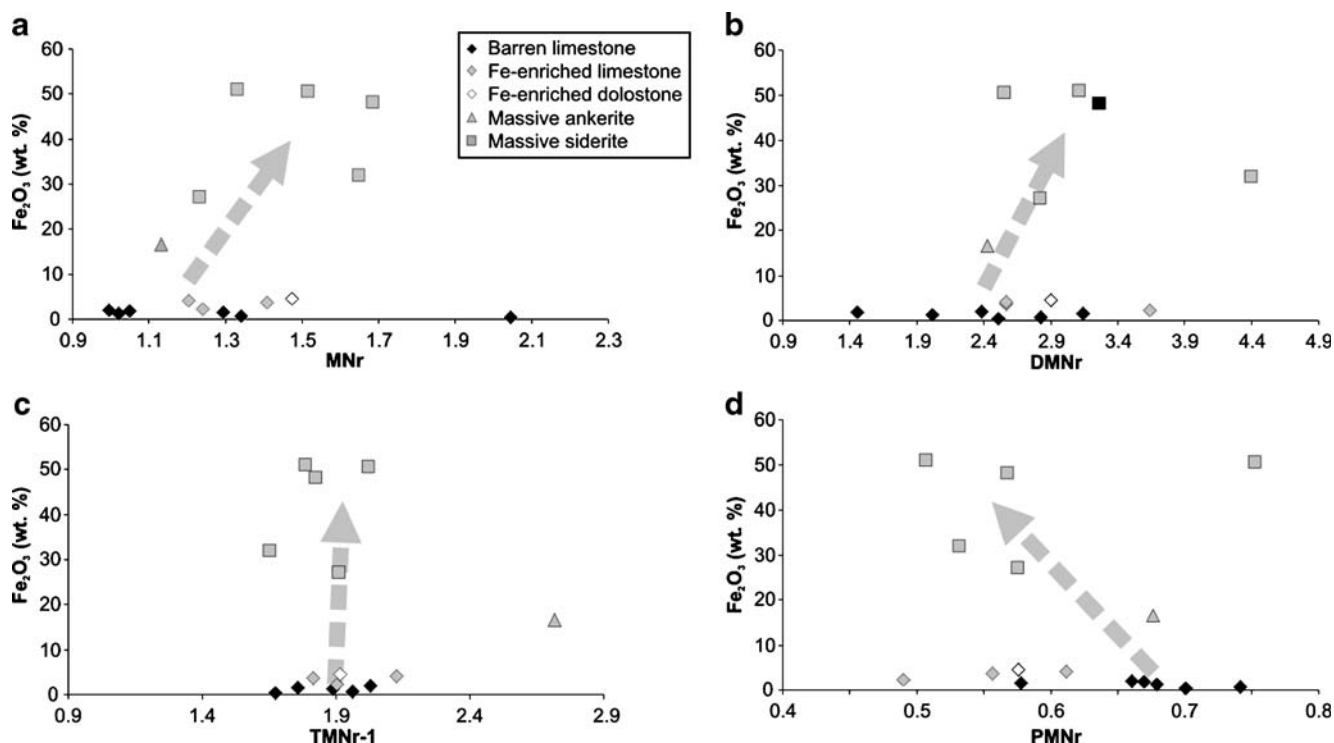 a
60
50
40
30
20
10
0
Fe₂O₃ (wt. %)
0.9 1.1 1.3 1.5 1.7 1.9 2.1 2.3
MNr
Barren limestone
Fe-enriched limestone
Fe-enriched dolostone
Massive ankerite
Massive siderite
b
60
50
40
30
20
10
0
Fe₂O₃ (wt. %)
0.9 1.4 1.9 2.4 2.9 3.4 3.9 4.4 4.9
DMNr
c
60
50
40
30
20
10
0
Fe₂O₃ (wt. %)
0.9 1.4 1.9 2.4 2.9
TMNr-1
d
60
50
40
30
20
10
0
Fe₂O₃ (wt. %)
0.4 0.5 0.6 0.7 0.8
PMNr